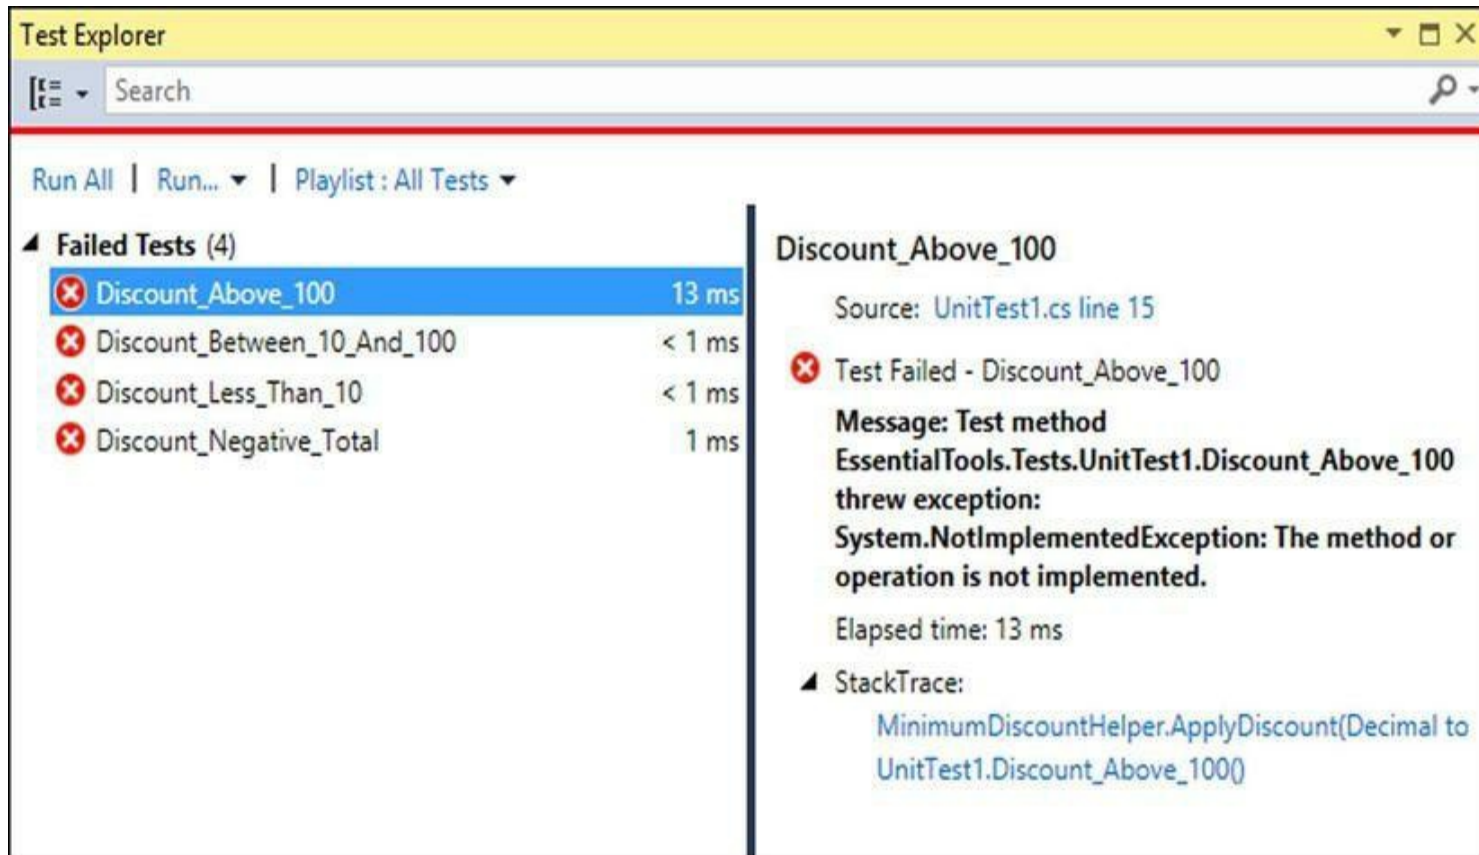 Test Explorer
Search
Run All | Run... | Playlist : All Tests
Failed Tests (4)
Discount_Above_100 13 ms
Discount_Between_10_And_100 < 1 ms
Discount_Less_Than_10 < 1 ms
Discount_Negative_Total 1 ms
Discount_Above_100
Source: UnitTest1.cs line 15
Test Failed - Discount_Above_100
Message: Test method
EssentialTools.Tests.UnitTest1.Discount_Above_100
threw exception:
System.NotImplementedException: The method or
operation is not implemented.
Elapsed time: 13 ms
StackTrace:
MinimumDiscountHelper.ApplyDiscount(Decimal to
UnitTest1.Discount_Above_100()